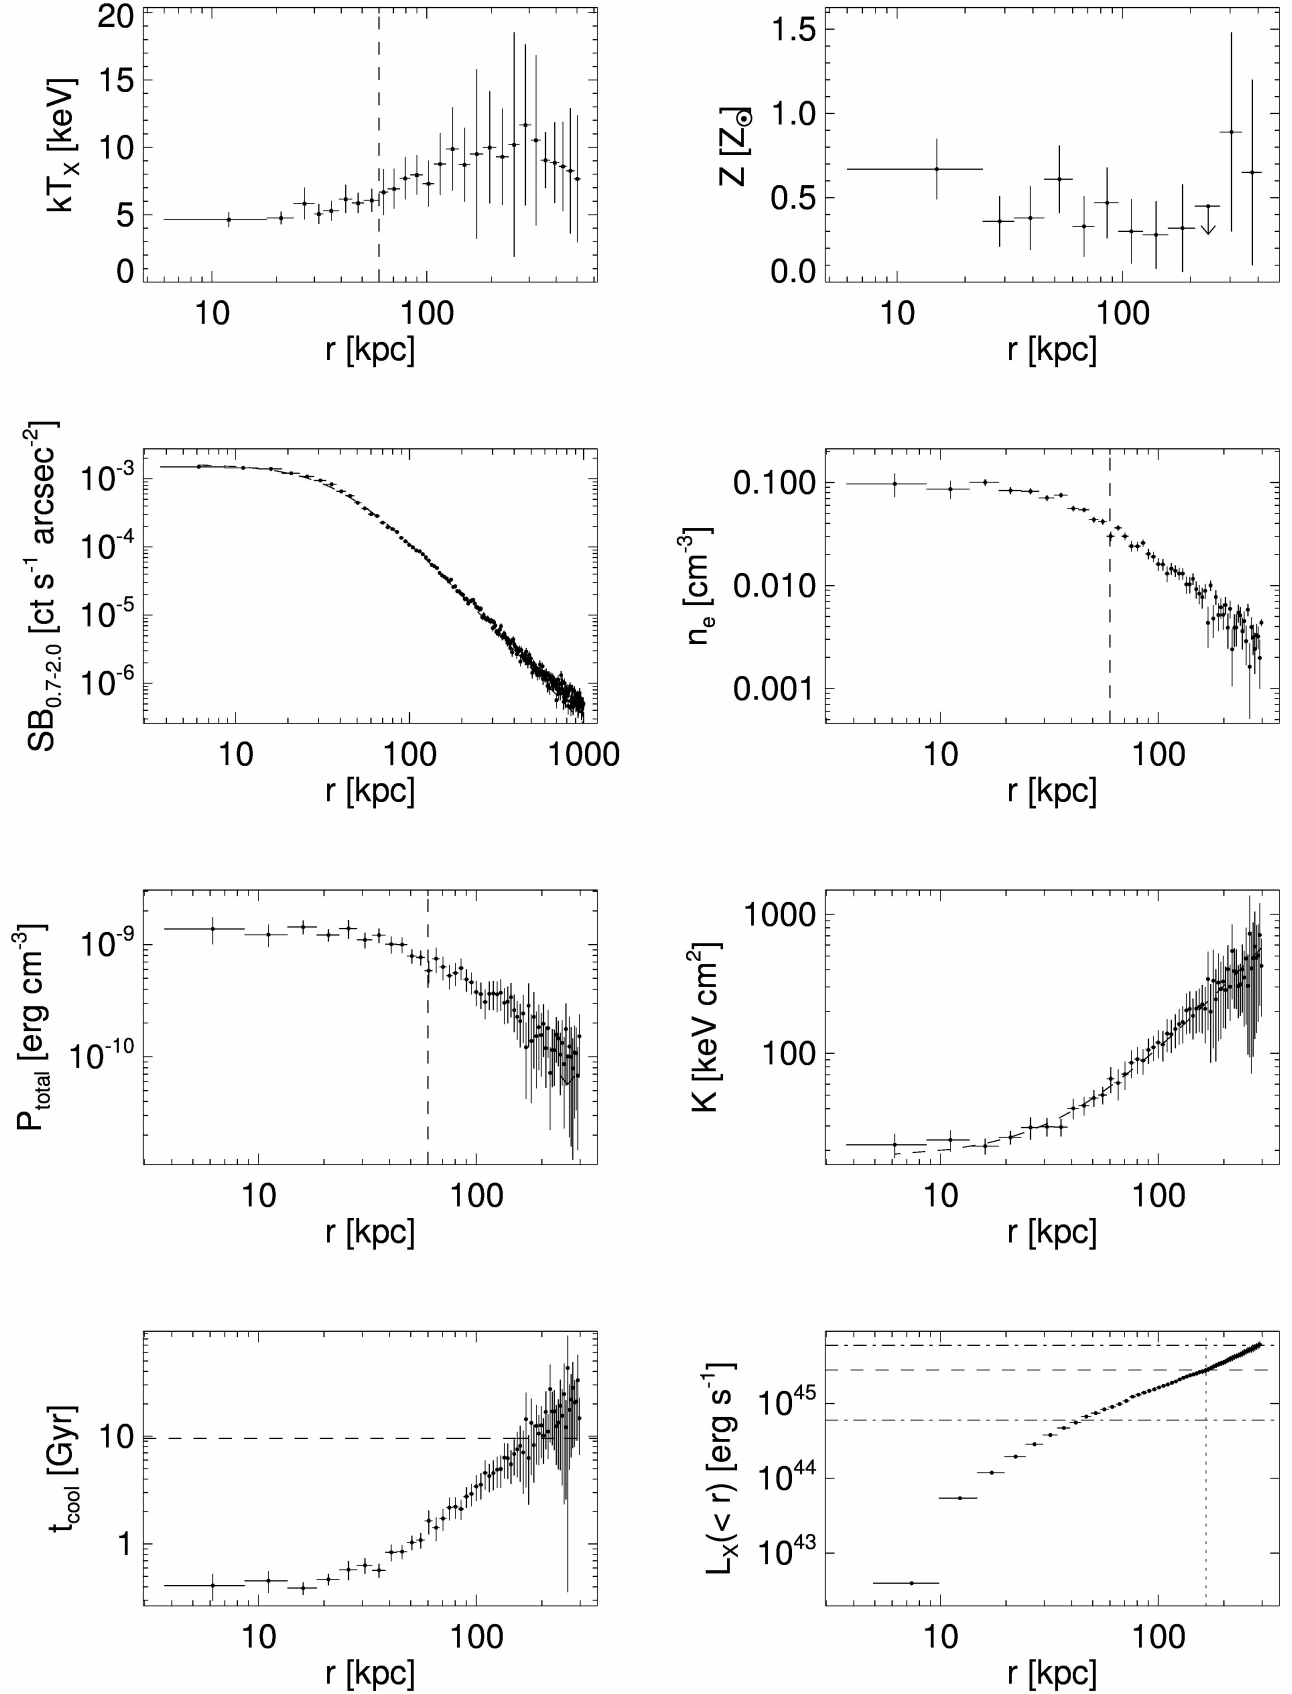 kT_X [keV]
20
15
10
5
0
10 100
r [kpc]
Z [Z_⊙]
1.5
1.0
0.5
0.0
10 100
r [kpc]
SB_0.7-2.0 [ct s^-1 arcsec^-2]
10^-3
10^-4
10^-5
10^-6
10 100 1000
r [kpc]
n_e [cm^-3]
0.100
0.010
0.001
10 100
r [kpc]
P_total [erg cm^-3]
10^-9
10^-10
10 100
r [kpc]
K [keV cm^2]
1000
100
10 100
r [kpc]
t_cool [Gyr]
10
1
10 100
r [kpc]
L_X(< r) [erg s^-1]
10^45
10^44
10^43
10 100
r [kpc]